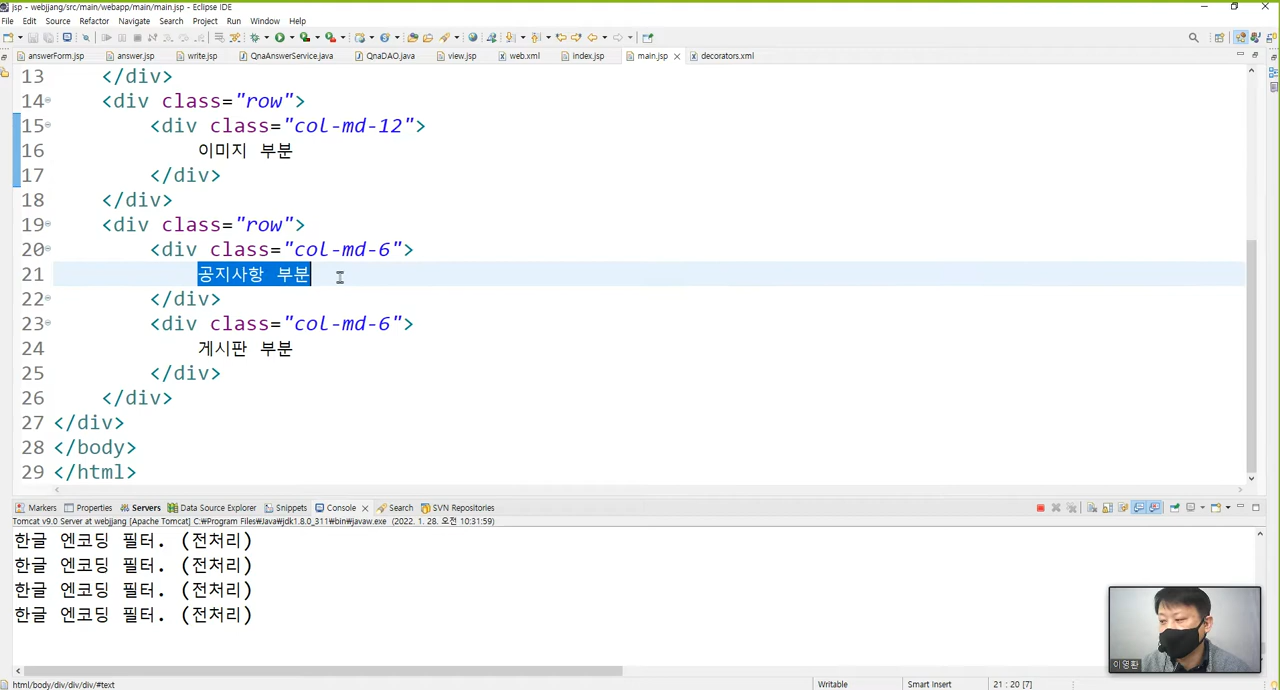 jsp - webjjang/src/main/webapp/main/main.jsp - Eclipse IDE
File Edit Source Refactor Navigate Search Project Run Window Help
answerForm.jsp answer.jsp write.jsp QnaAnswerService.java QnaDAO.java view.jsp web.xml index.jsp main.jsp decorators.xml
13 </div>
14 <div class="row">
15 <div class="col-md-12">
16 이미지 부분
17 </div>
18 </div>
19 <div class="row">
20 <div class="col-md-6">
21 공지사항 부분
22 </div>
23 <div class="col-md-6">
24 게시판 부분
25 </div>
26 </div>
27 </div>
28 </body>
29 </html>
Markers Properties Servers Data Source Explorer Snippets Console Search SVN Repositories
Tomcat v9.0 Server at webjjang [Apache Tomcat] C:₩Program Files₩Java₩jdk1.8.0_311₩bin₩javaw.exe (2022. 1. 28. 오전 10:31:59)
한글 엔코딩 필터. (전처리)
한글 엔코딩 필터. (전처리)
한글 엔코딩 필터. (전처리)
한글 엔코딩 필터. (전처리)
이영환
html/body/div/div/div/#text Writable Smart Insert 21 : 20 [7]